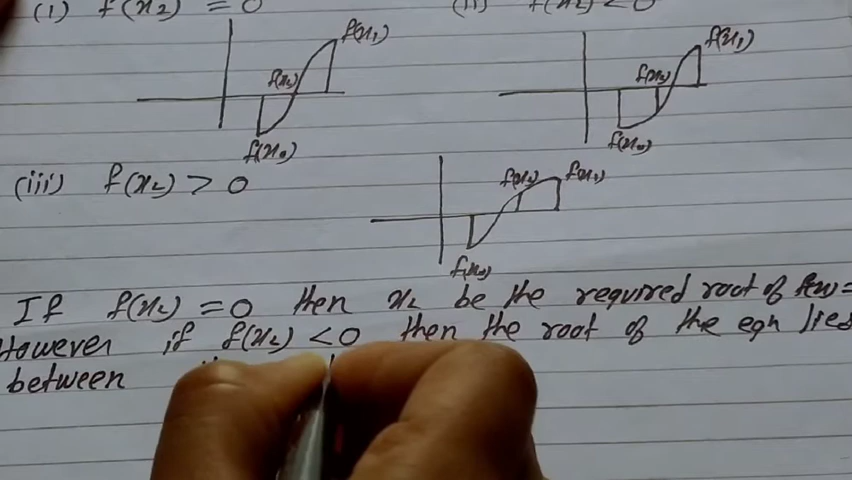 (i) f(x₂) = 0 (ii) f(x₂) < 0
f(x₁) f(x₁)
f(x₂) f(x₂)
f(x₀) f(x₀)
(iii) f(x₂) > 0 f(x₂) f(x₁)
f(x₀)
If f(x₂) = 0 then x₂ be the required root of f(x) =
However if f(x₂) < 0 then the root of the eqn lies
between